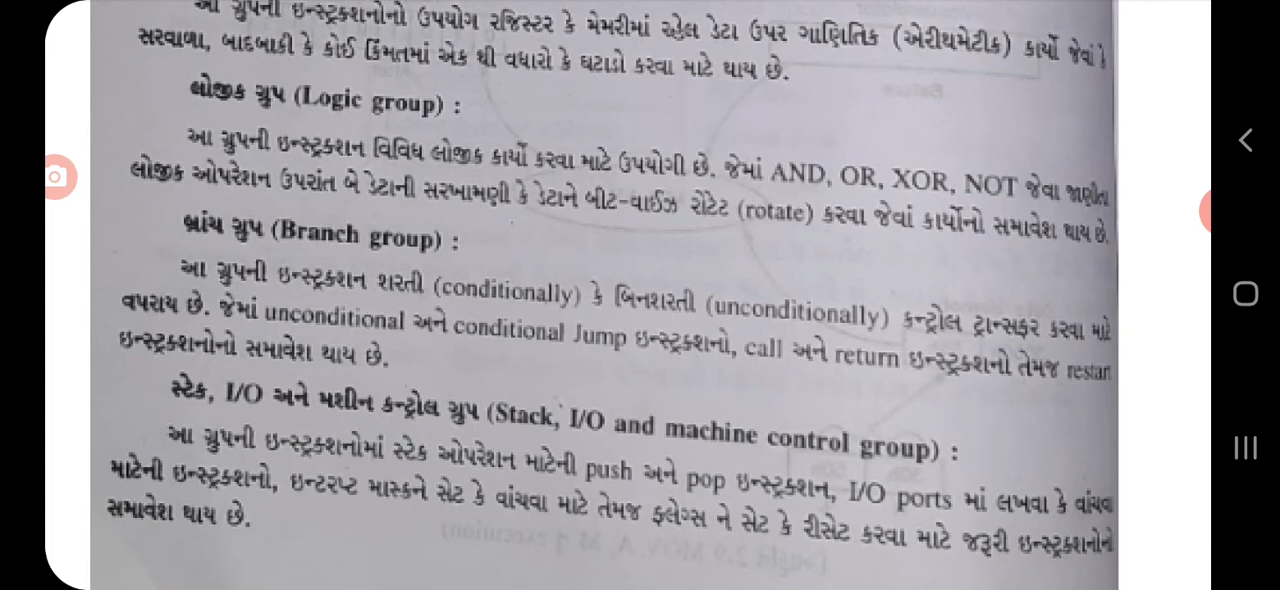 આ ગ્રુપની ઇન્સ્ટ્રક્શનોનો ઉપયોગ રજિસ્ટર કે મેમરીમાં રહેલ ડેટા ઉપર ગાણિતિક (એરીથમેટીક) કાર્યો જેવાં કે
સરવાળા, બાદબાકી કે કોઈ કિંમતમાં એક થી વધારો કે ઘટાડો કરવા માટે થાય છે.
લોજીક ગ્રુપ (Logic group) :
આ ગ્રુપની ઇન્સ્ટ્રક્શન વિવિધ લોજીક કાર્યો કરવા માટે ઉપયોગી છે. જેમાં AND, OR, XOR, NOT જેવા જાણીતા
લોજીક ઓપરેશન ઉપરાંત બે ડેટાની સરખામણી કે ડેટાને બીટ-વાઈઝ રોટેટ (rotate) કરવા જેવાં કાર્યોનો સમાવેશ થાય છે.
બ્રાંચ ગ્રુપ (Branch group) :
આ ગ્રુપની ઇન્સ્ટ્રક્શન શરતી (conditionally) કે બિનશરતી (unconditionally) કન્ટ્રોલ ટ્રાન્સફર કરવા માટે
વપરાય છે. જેમાં unconditional અને conditional Jump ઇન્સ્ટ્રક્શનો, call અને return ઇન્સ્ટ્રક્શનો તેમજ restart
ઇન્સ્ટ્રક્શનોનો સમાવેશ થાય છે.
સ્ટેક, I/O અને મશીન કન્ટ્રોલ ગ્રુપ (Stack, I/O and machine control group) :
આ ગ્રુપની ઇન્સ્ટ્રક્શનોમાં સ્ટેક ઓપરેશન માટેની push અને pop ઇન્સ્ટ્રક્શન, I/O ports માં લખવા કે વાંચવા
માટેની ઇન્સ્ટ્રક્શનો, ઇન્ટરપ્ટ માસ્કને સેટ કે વાંચવા માટે તેમજ ફ્લેગ્સ ને સેટ કે રીસેટ કરવા માટે જરૂરી ઇન્સ્ટ્રક્શનોનો
સમાવેશ થાય છે.